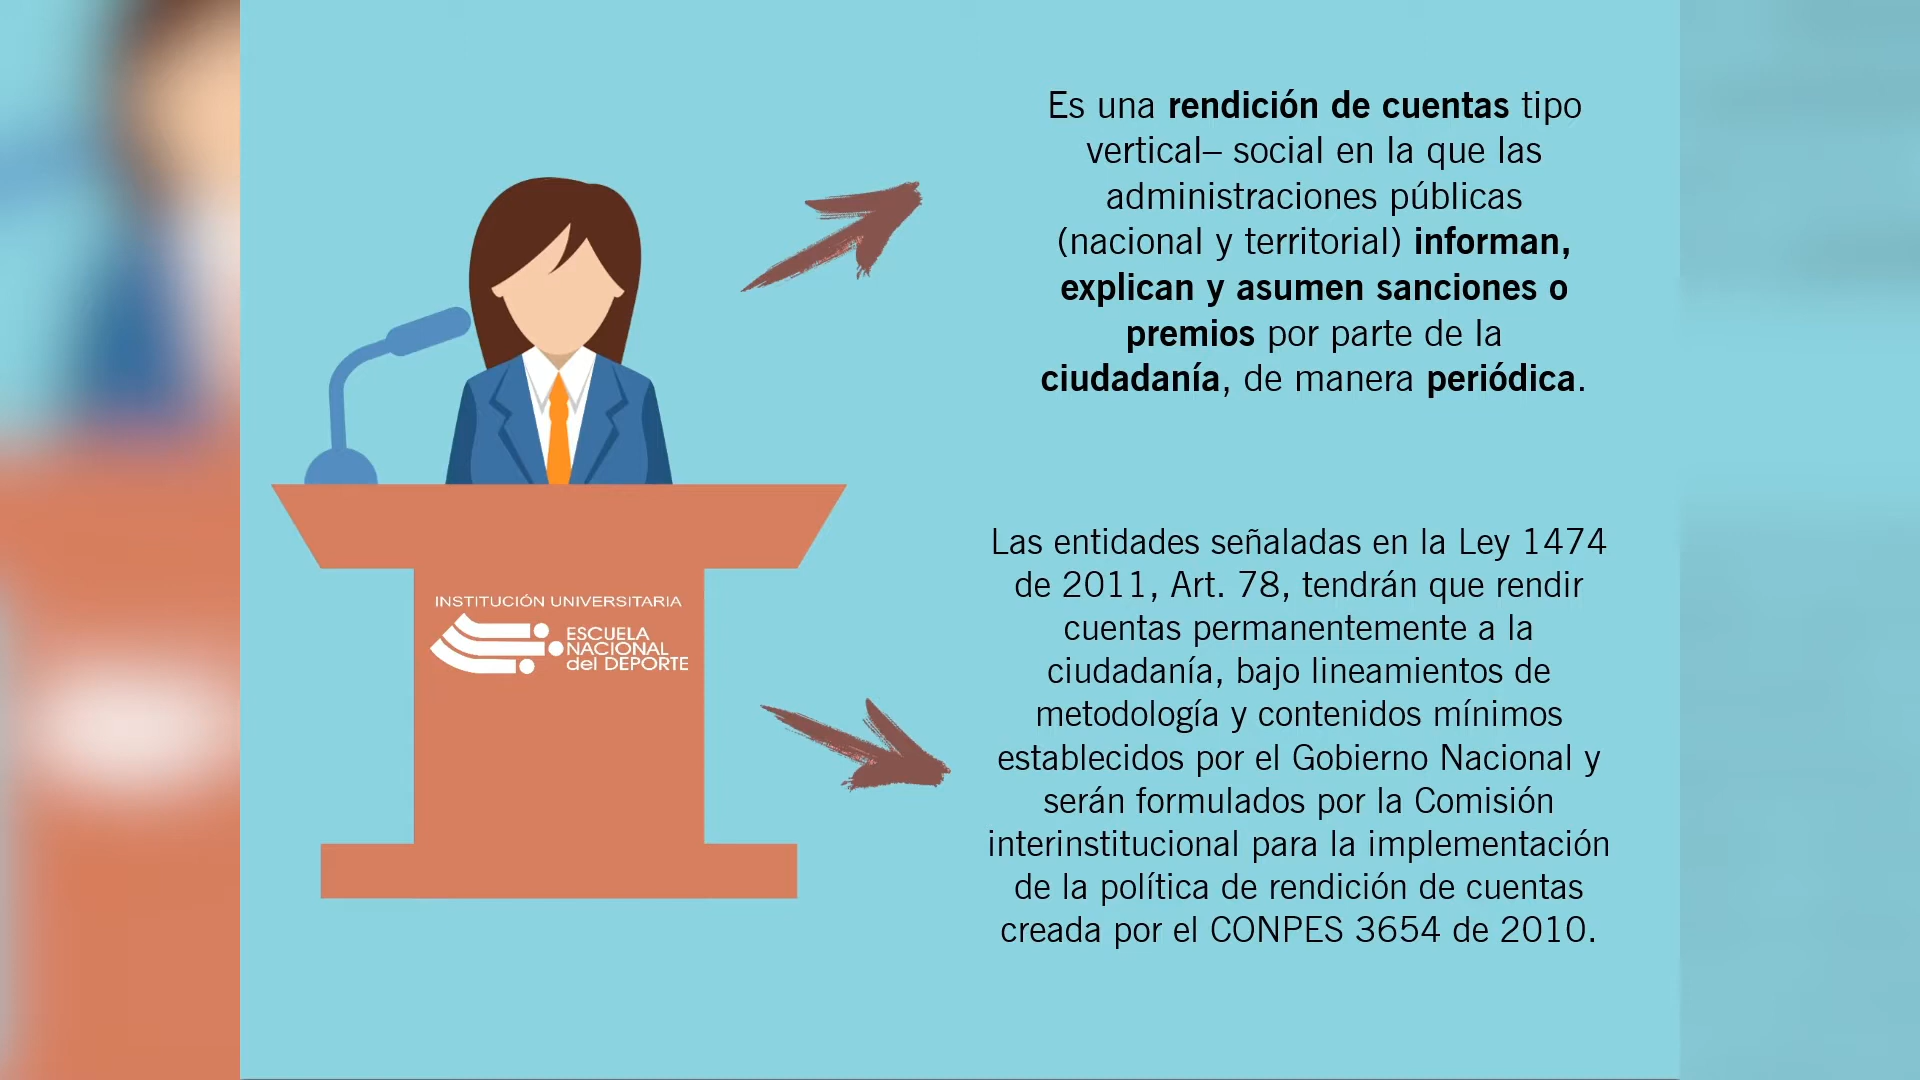 Es una rendición de cuentas tipo
vertical– social en la que las
administraciones públicas
(nacional y territorial) informan,
explican y asumen sanciones o
premios por parte de la
ciudadanía, de manera periódica.
INSTITUCIÓN UNIVERSITARIA
ESCUELA
NACIONAL
del DEPORTE
Las entidades señaladas en la Ley 1474
de 2011, Art. 78, tendrán que rendir
cuentas permanentemente a la
ciudadanía, bajo lineamientos de
metodología y contenidos mínimos
establecidos por el Gobierno Nacional y
serán formulados por la Comisión
interinstitucional para la implementación
de la política de rendición de cuentas
creada por el CONPES 3654 de 2010.